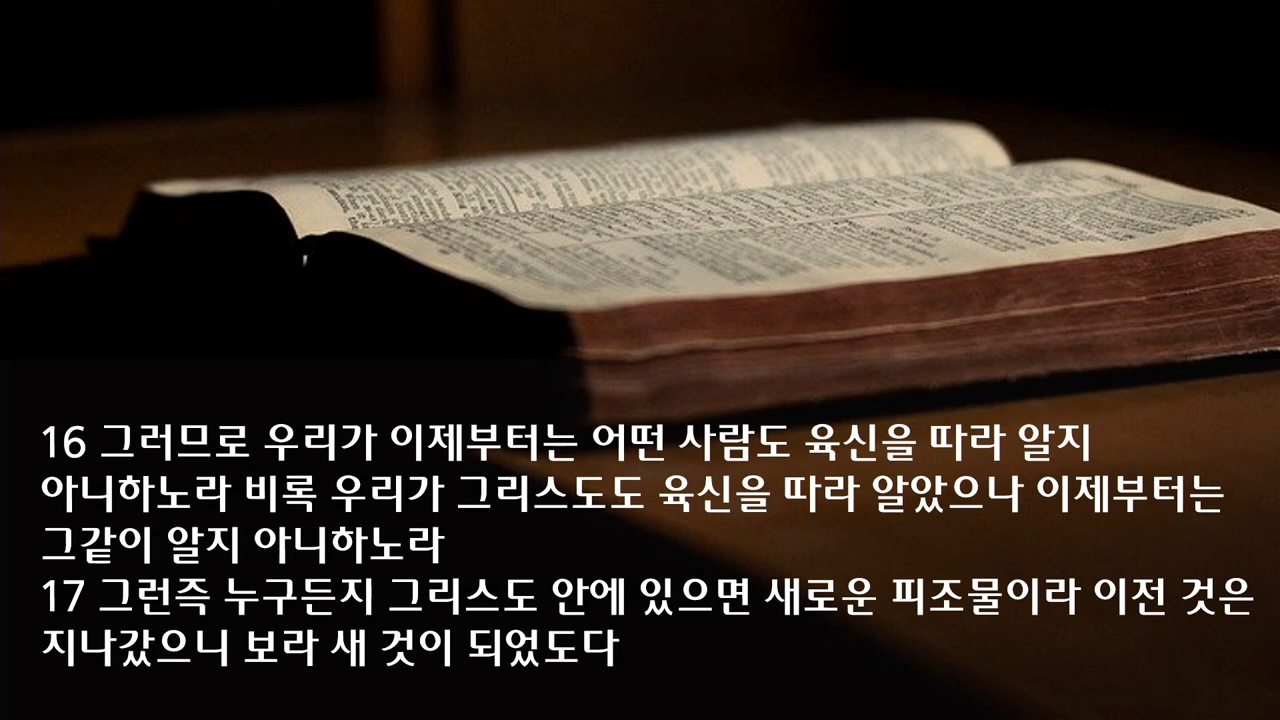 16 그러므로 우리가 이제부터는 어떤 사람도 육신을 따라 알지
아니하노라 비록 우리가 그리스도도 육신을 따라 알았으나 이제부터는
그같이 알지 아니하노라
17 그런즉 누구든지 그리스도 안에 있으면 새로운 피조물이라 이전 것은
지나갔으니 보라 새 것이 되었도다